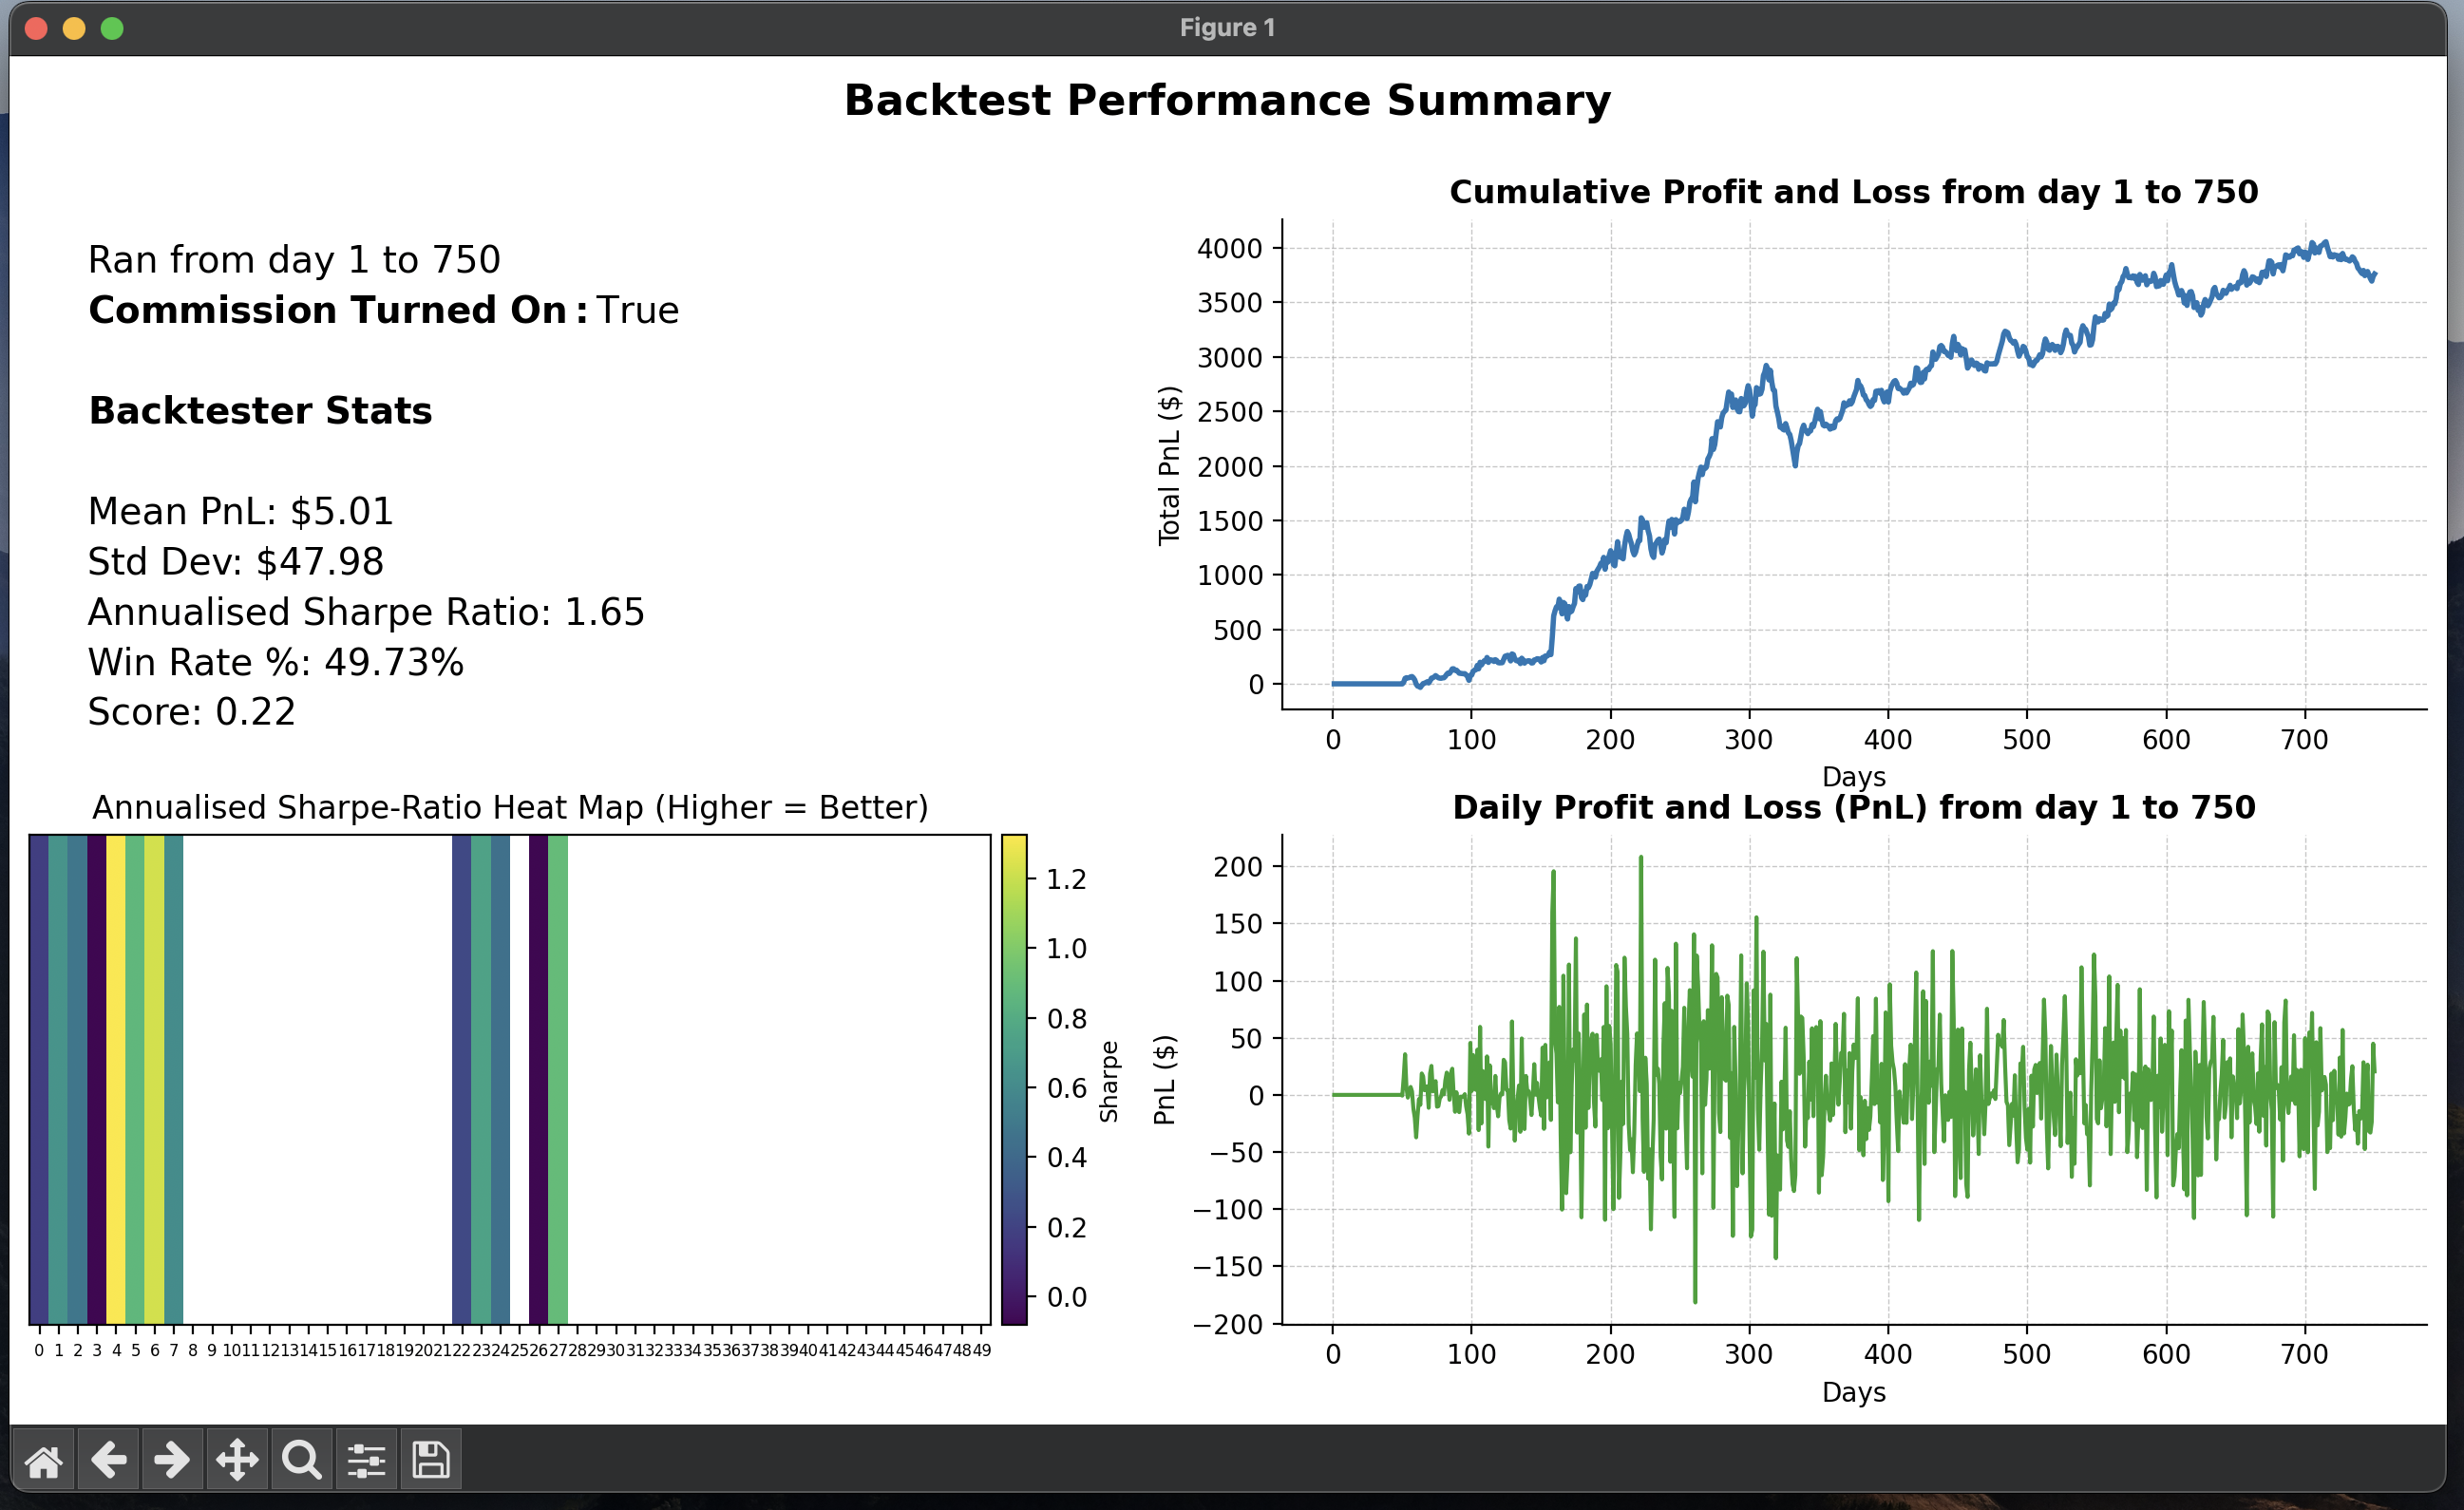 Figure 1
Backtest Performance Summary
Ran from day 1 to 750
Commission Turned On: True
Backtester Stats
Mean PnL: $5.01
Std Dev: $47.98
Annualised Sharpe Ratio: 1.65
Win Rate %: 49.73%
Score: 0.22
Cumulative Profit and Loss from day 1 to 750
Total PnL ($)
4000
3500
3000
2500
2000
1500
1000
500
0
0 100 200 300 400 500 600 700
Days
Annualised Sharpe-Ratio Heat Map (Higher = Better)
0 1 2 3 4 5 6 7 8 9 10 11 12 13 14 15 16 17 18 19 20 21 22 23 24 25 26 27 28 29 30 31 32 33 34 35 36 37 38 39 40 41 42 43 44 45 46 47 48 49
1.2
1.0
0.8
0.6
0.4
0.2
0.0
Sharpe
Daily Profit and Loss (PnL) from day 1 to 750
PnL ($)
200
150
100
50
0
−50
−100
−150
−200
0 100 200 300 400 500 600 700
Days